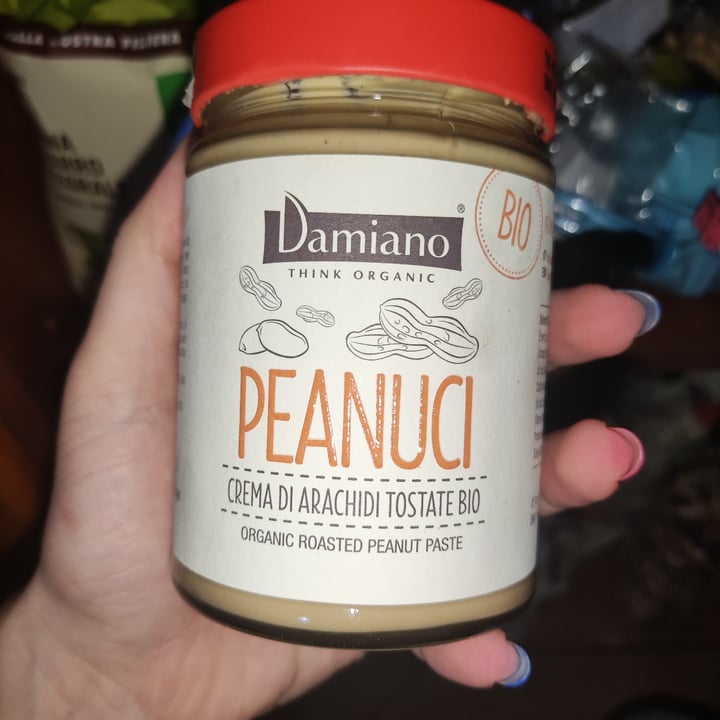 Damiano®
THINK ORGANIC
BIO
PEANUCI
CREMA DI ARACHIDI TOSTATE BIO
ORGANIC ROASTED PEANUT PASTE